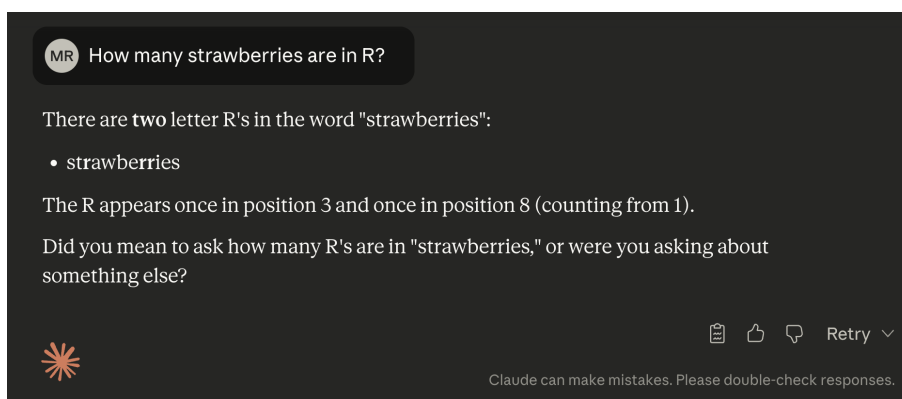 MR How many strawberries are in R?
There are two letter R's in the word "strawberries":
• strawberries
The R appears once in position 3 and once in position 8 (counting from 1).
Did you mean to ask how many R's are in "strawberries," or were you asking about
something else?
Retry
Claude can make mistakes. Please double-check responses.